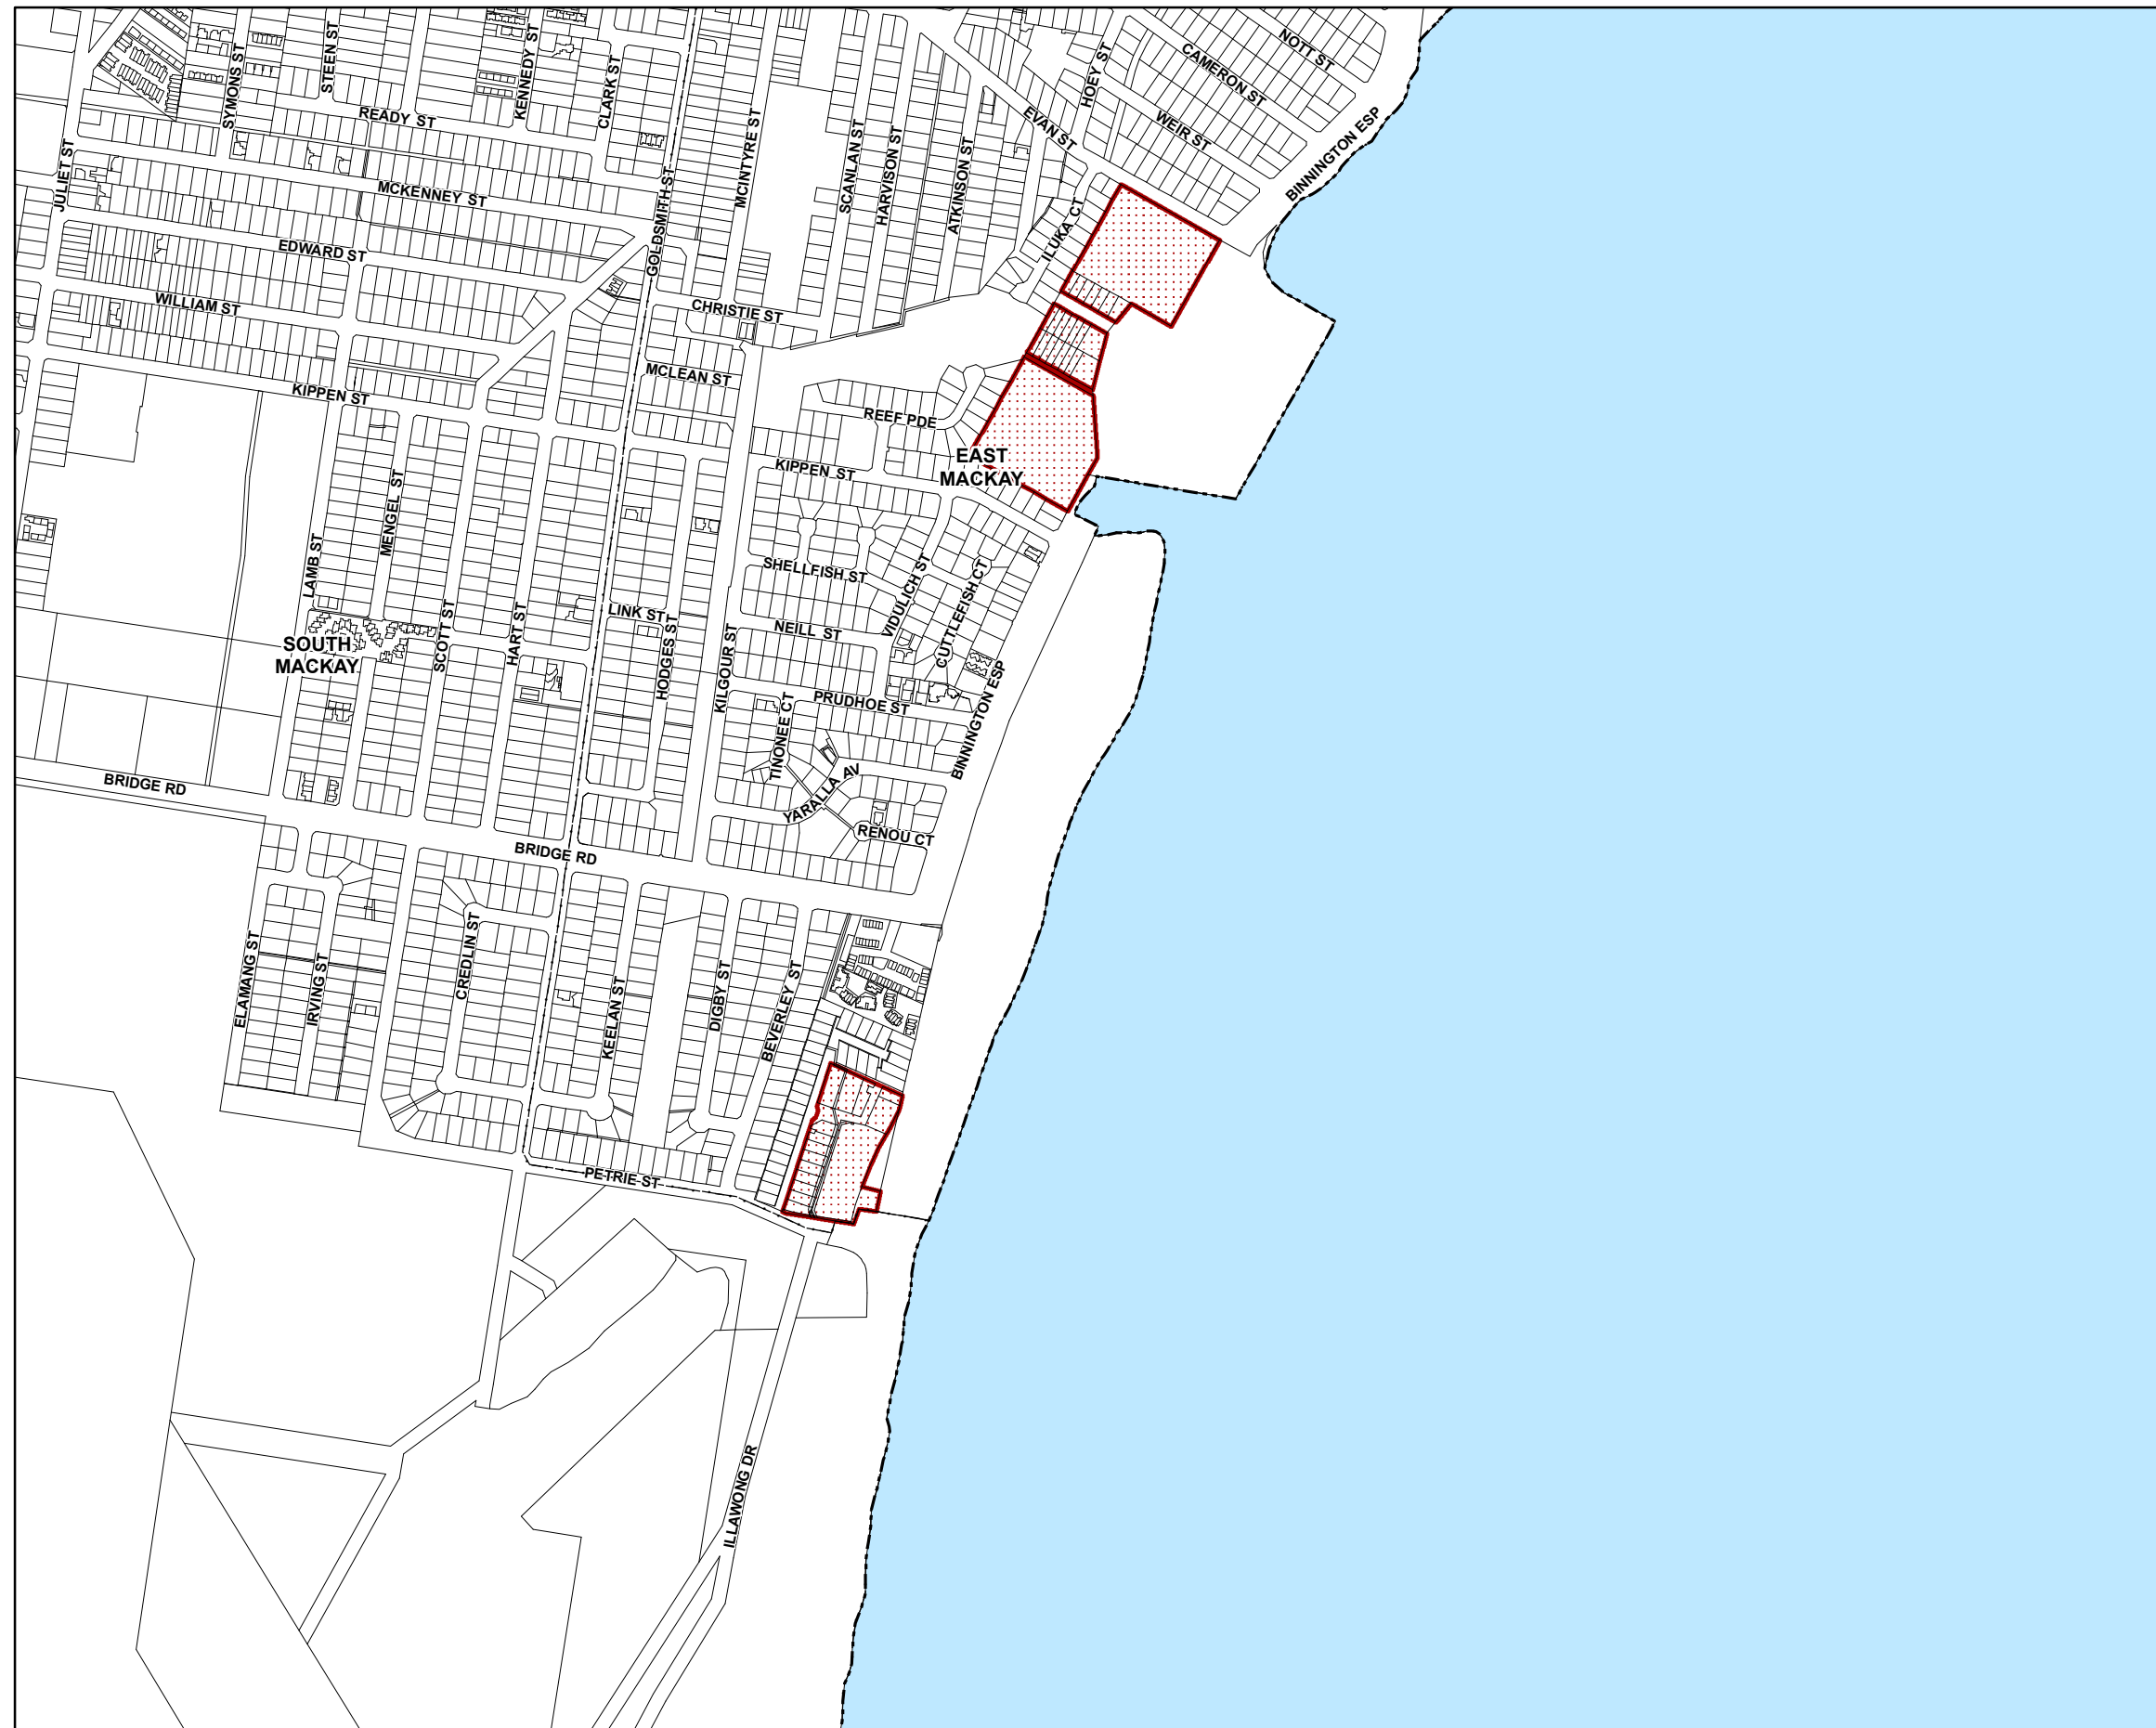 NOTT ST
CAMERON ST
STEEN ST
KENNEDY ST
SYMONS ST
CLARK ST
HOEY ST
READY ST
EVAN ST
WEIR ST
BINNINGTON ESP
MCINTYRE ST
SCANLAN ST
HARVISON ST
ATKINSON ST
JULIET ST
MCKENNEY ST
GOLDSMITH ST
ILUKA CT
EDWARD ST
WILLIAM ST
CHRISTIE ST
MCLEAN ST
KIPPEN ST
REEF PDE
EAST
MACKAY
KIPPEN ST
MENGEL ST
LAMB ST
SHELLFISH ST
VIDULICH ST
CUTTLEFISH CT
LINK ST
NEILL ST
SCOTT ST
HART ST
HODGES ST
KILGOUR ST
SOUTH
MACKAY
PRUDHOE ST
BINNINGTON ESP
TINONEE CT
YARALLA AV
BRIDGE RD
RENOU CT
BRIDGE RD
ELAMANG ST
IRVING ST
CREDLIN ST
KEELAN ST
DIGBY ST
BEVERLEY ST
PETRIE ST
ILLAWONG DR